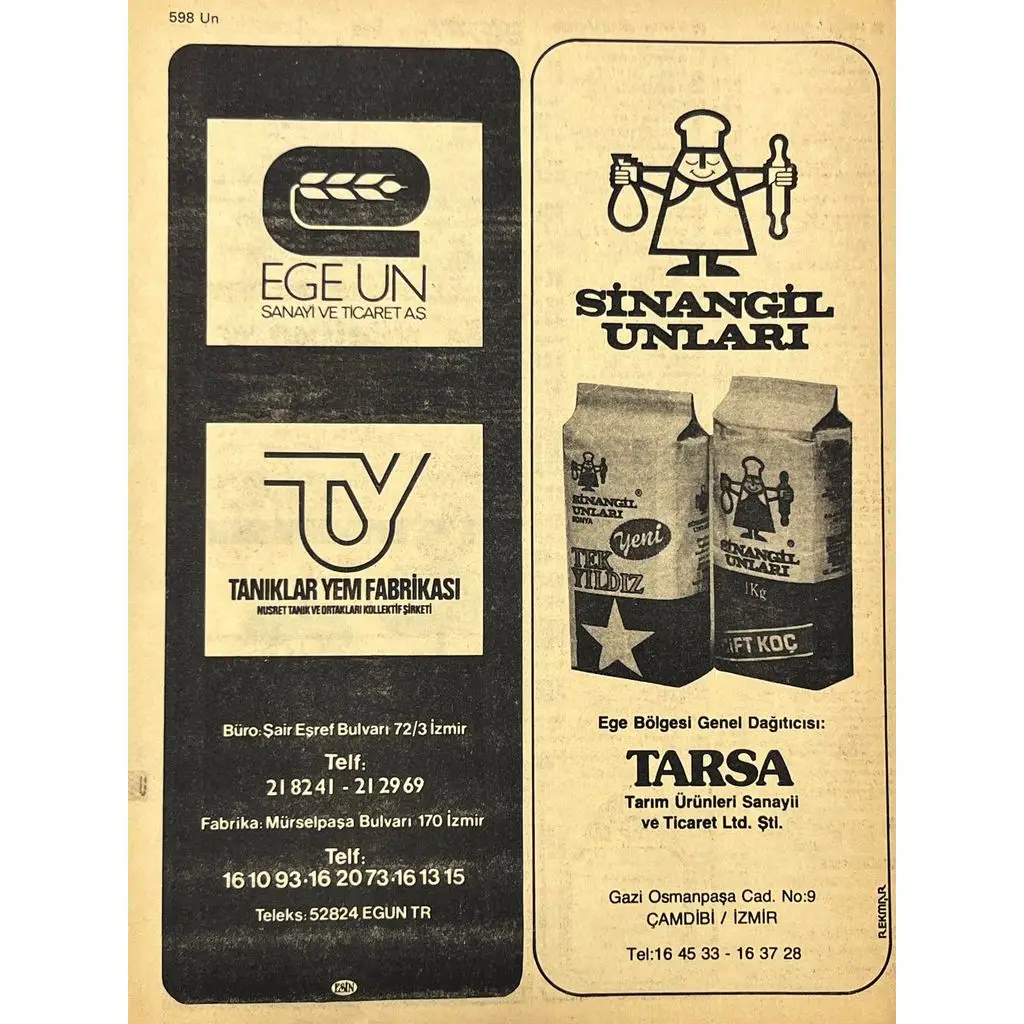 598 Un
EGE UN
SANAYİ VE TİCARET A.Ş
TY
TANIKLAR YEM FABRİKASI
NUSRET TANIK VE ORTAKLARI KOLLEKTİF ŞİRKETİ
Büro: Şair Eşref Bulvarı 72/3 İzmir
Telf:
21 82 41 - 21 29 69
Fabrika: Mürselpaşa Bulvarı 170 İzmir
Telf:
16 10 93 - 16 20 73 - 16 13 15
Teleks: 52824 EGUN TR
ESİN
SİNANGİL
UNLARI
SİNANGİL
UNLARI
KONYA
Yeni
TEK
YILDIZ
SİNANGİL
UNLARI
1 Kg
ÇİFT KOÇ
Ege Bölgesi Genel Dağıtıcısı:
TARSA
Tarım Ürünleri Sanayii
ve Ticaret Ltd. Şti.
Gazi Osmanpaşa Cad. No:9
ÇAMDİBİ / İZMİR
Tel:16 45 33 - 16 37 28
REKMAR